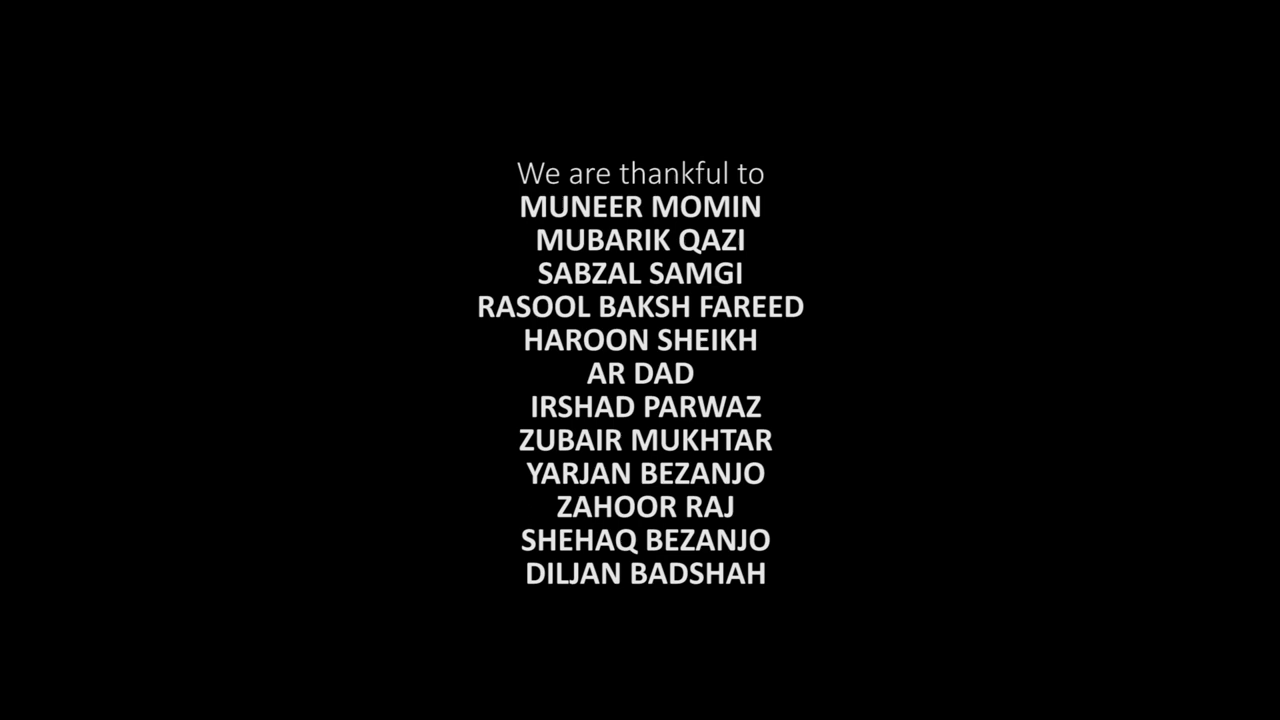 We are thankful to
MUNEER MOMIN
MUBARIK QAZI
SABZAL SAMGI
RASOOL BAKSH FAREED
HAROON SHEIKH
AR DAD
IRSHAD PARWAZ
ZUBAIR MUKHTAR
YARJAN BEZANJO
ZAHOOR RAJ
SHEHAQ BEZANJO
DILJAN BADSHAH